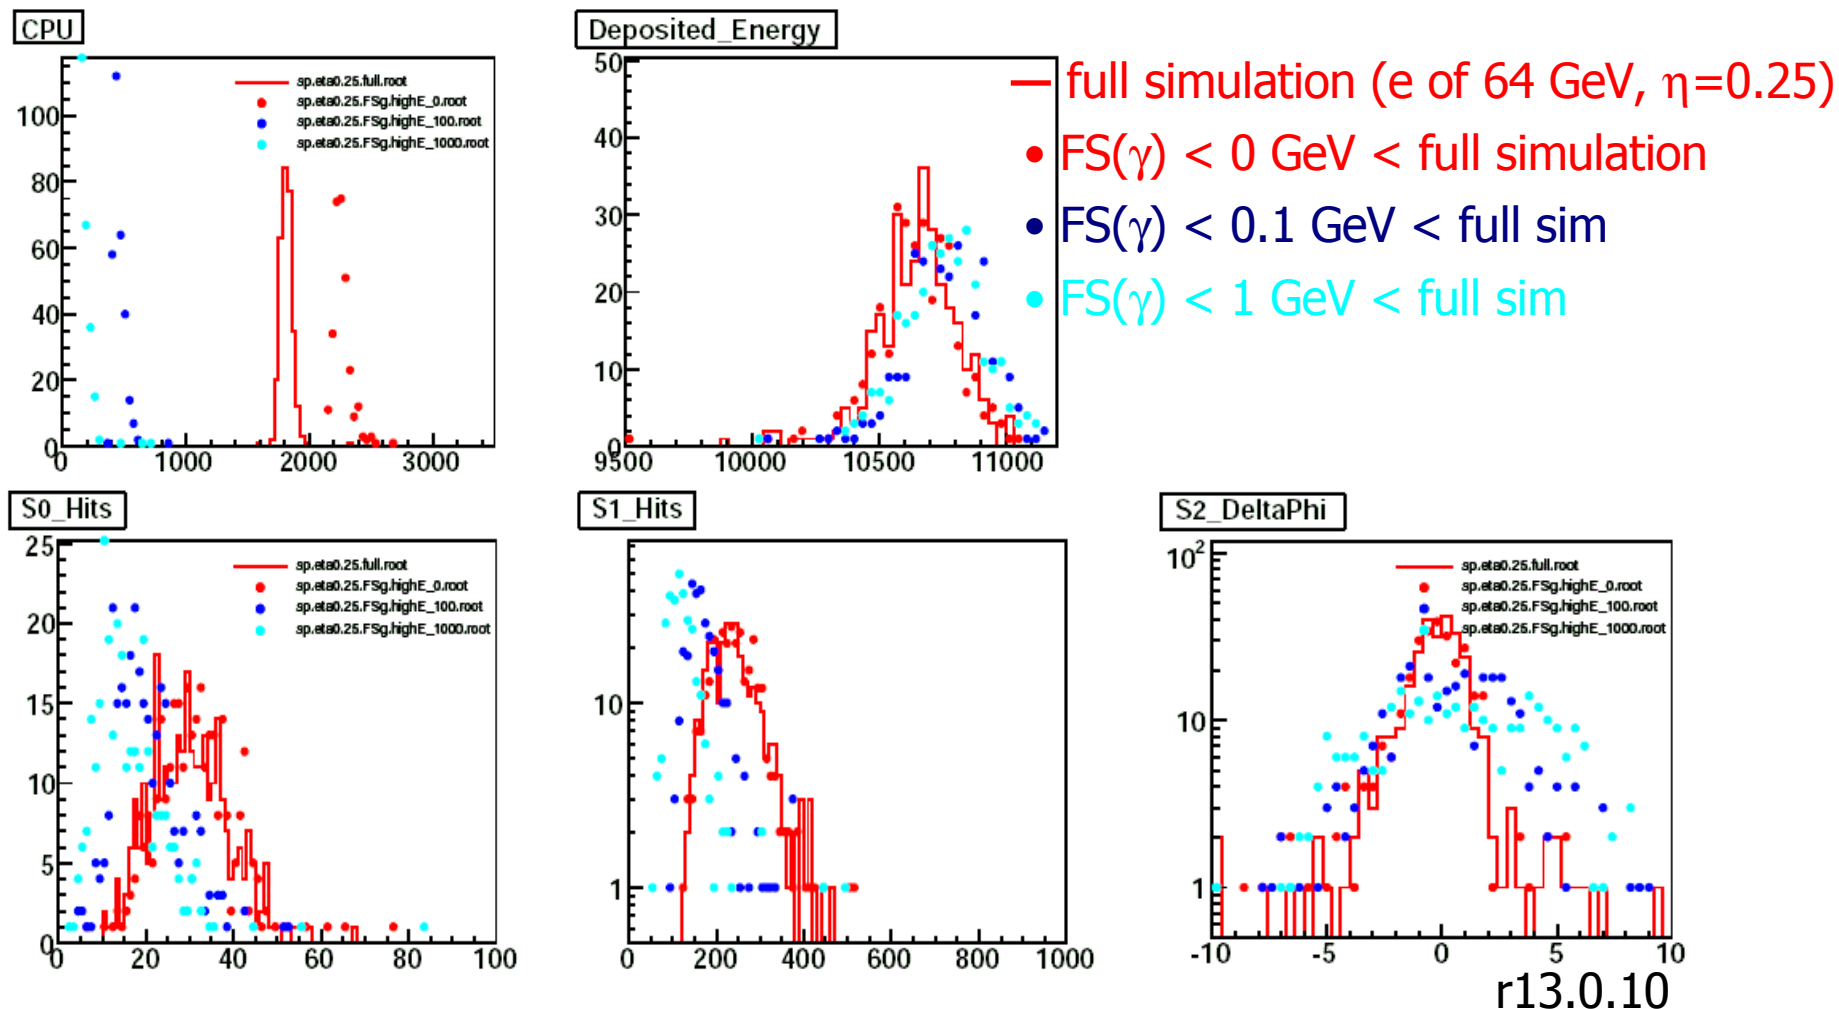 CPU
sp.eta0.25.full.root
sp.eta0.25.FSg.highE_0.root
sp.eta0.25.FSg.highE_100.root
sp.eta0.25.FSg.highE_1000.root
100
80
60
40
20
0
0 1000 2000 3000
Deposited_Energy
50
40
30
20
10
0
9500 10000 10500 11000
full simulation (e of 64 GeV, η=0.25)
FS(γ) < 0 GeV < full simulation
FS(γ) < 0.1 GeV < full sim
FS(γ) < 1 GeV < full sim
S0_Hits
sp.eta0.25.full.root
sp.eta0.25.FSg.highE_0.root
sp.eta0.25.FSg.highE_100.root
sp.eta0.25.FSg.highE_1000.root
25
20
15
10
5
0
0 20 40 60 80 100
S1_Hits
10
1
0 200 400 600 800 1000
S2_DeltaPhi
sp.eta0.25.full.root
sp.eta0.25.FSg.highE_0.root
sp.eta0.25.FSg.highE_100.root
sp.eta0.25.FSg.highE_1000.root
10²
10
1
-10 -5 0 5 10
r13.0.10